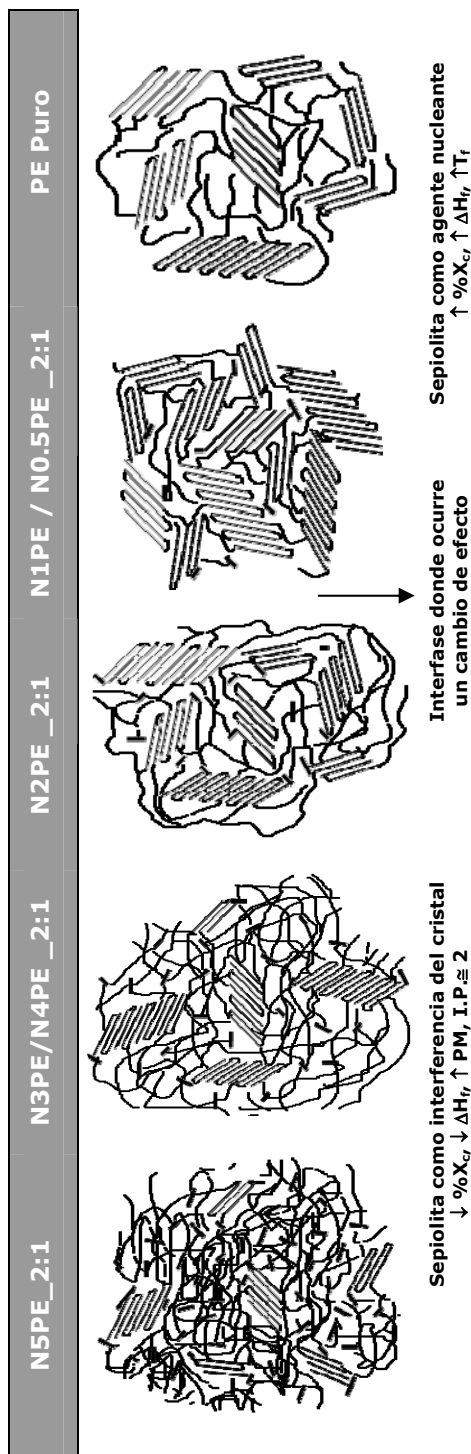 N5PE_2:1
N3PE/N4PE _2:1
N2PE _2:1
N1PE / N0.5PE _2:1
PE Puro
Sepiolita como interferencia del cristal
↓ %Xc, ↓ ΔHf, ↑ PM, I.P.≅ 2
Interfase donde ocurre
un cambio de efecto
Sepiolita como agente nucleante
↑ %Xc, ↑ ΔHf, ↑Tf